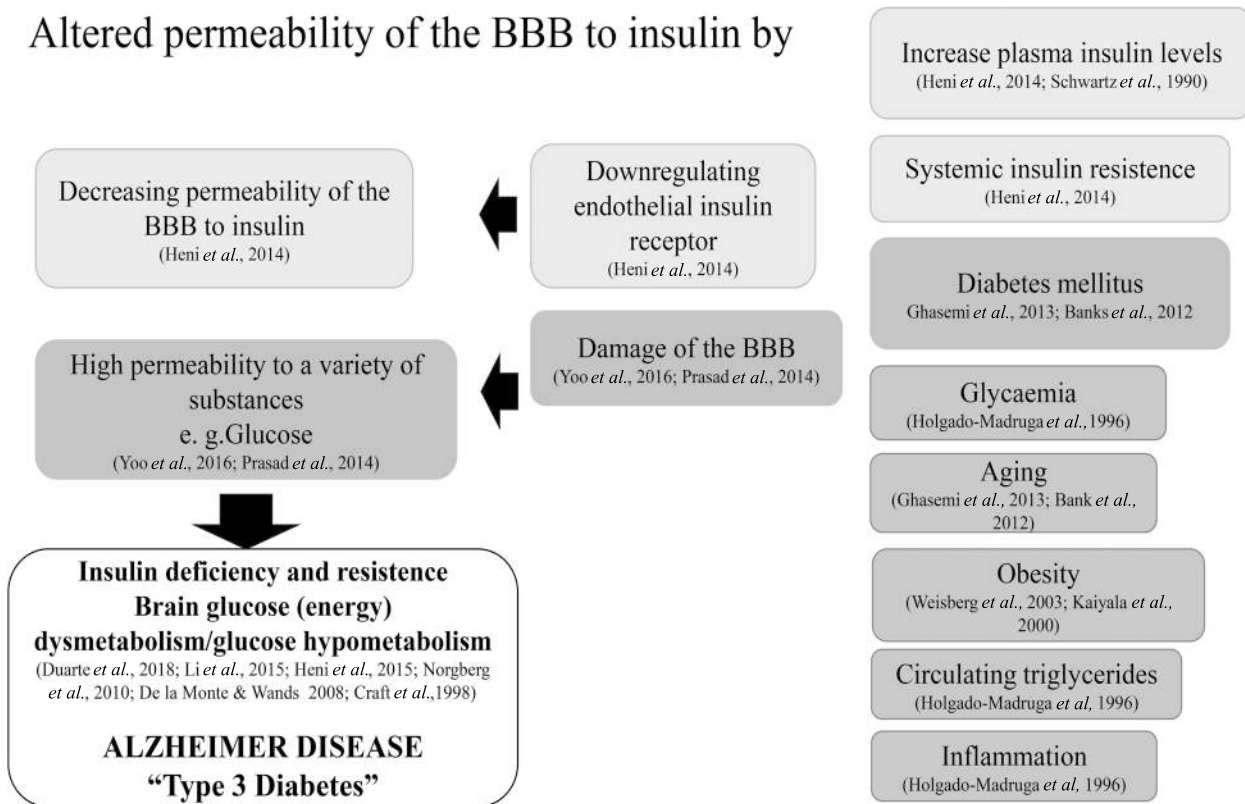 Altered permeability of the BBB to insulin by
Decreasing permeability of the
BBB to insulin
(Heni et al., 2014)
Downregulating
endothelial insulin
receptor
(Heni et al., 2014)
High permeability to a variety of
substances
e. g.Glucose
(Yoo et al., 2016; Prasad et al., 2014)
Damage of the BBB
(Yoo et al., 2016; Prasad et al., 2014)
Insulin deficiency and resistence
Brain glucose (energy)
dysmetabolism/glucose hypometabolism
(Duarte et al., 2018; Li et al., 2015; Heni et al., 2015; Norgberg
et al., 2010; De la Monte & Wands 2008; Craft et al.,1998)
ALZHEIMER DISEASE
“Type 3 Diabetes”
Increase plasma insulin levels
(Heni et al., 2014; Schwartz et al., 1990)
Systemic insulin resistence
(Heni et al., 2014)
Diabetes mellitus
Ghasemi et al., 2013; Banks et al., 2012
Glycaemia
(Holgado-Madruga et al.,1996)
Aging
(Ghasemi et al., 2013; Bank et al.,
2012)
Obesity
(Weisberg et al., 2003; Kaiyala et al.,
2000)
Circulating triglycerides
(Holgado-Madruga et al, 1996)
Inflammation
(Holgado-Madruga et al, 1996)